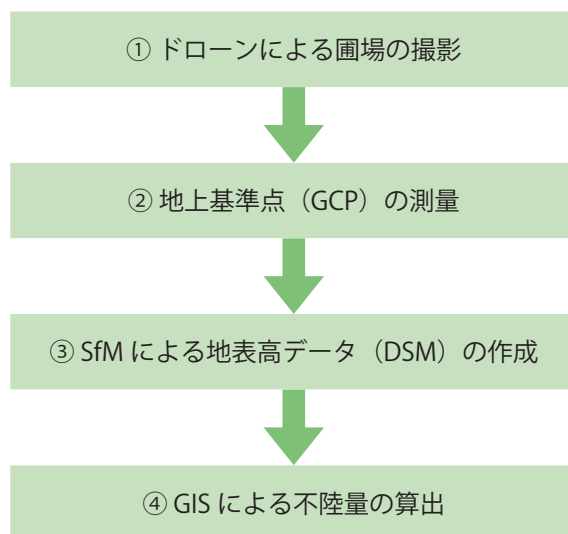 ① ドローンによる圃場の撮影
② 地上基準点（GCP）の測量
③ SfM による地表高データ（DSM）の作成
④ GIS による不陸量の算出